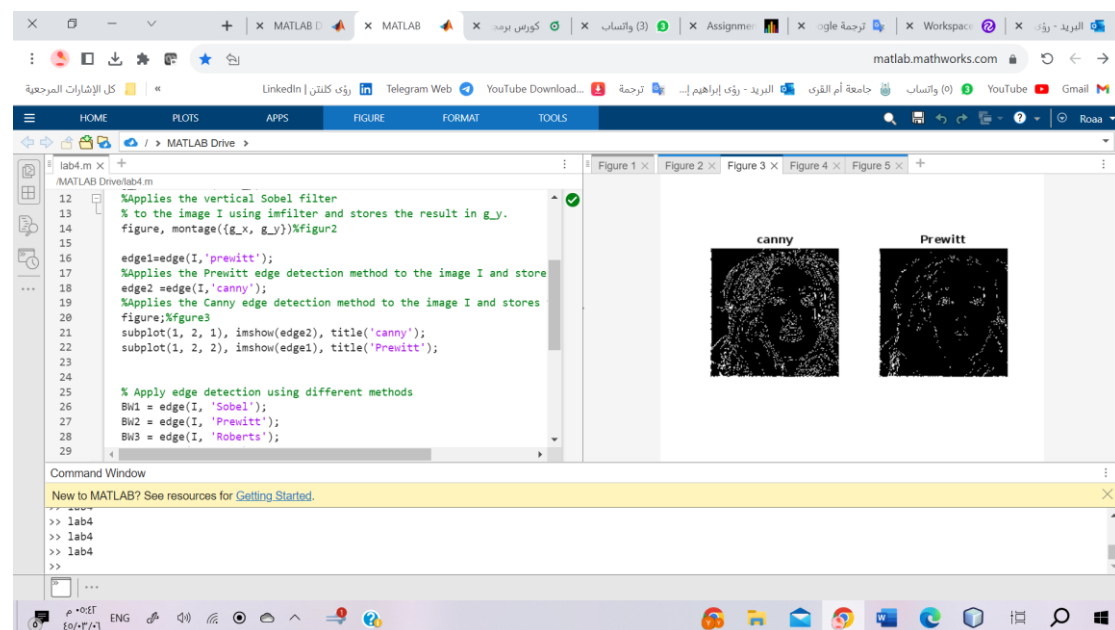 MATLAB D
MATLAB
كورس برمجـ
(3) واتساب
Assignmen
ترجمة ogle
Workspace
البريد - رؤى
matlab.mathworks.com
كل الإشارات المرجعية
»
رؤى كلنتن | LinkedIn
Telegram Web
YouTube Download...
ترجمة
البريد - رؤى إبراهيم إ...
جامعة أم القرى
(٥) واتساب
YouTube
Gmail
HOME PLOTS APPS FIGURE FORMAT TOOLS
Roaa
/ > MATLAB Drive >
lab4.m × +
Figure 1 × Figure 2 × Figure 3 × Figure 4 × Figure 5 × +
/MATLAB Drive/lab4.m
12 %Applies the vertical Sobel filter
13 % to the image I using imfilter and stores the result in g_y.
14 figure, montage({g_x, g_y})%figur2
15
16 edge1=edge(I,'prewitt');
17 %Applies the Prewitt edge detection method to the image I and store
18 edge2 =edge(I,'canny');
19 %Applies the Canny edge detection method to the image I and stores
20 figure;%fgure3
21 subplot(1, 2, 1), imshow(edge2), title('canny');
22 subplot(1, 2, 2), imshow(edge1), title('Prewitt');
23
24
25 % Apply edge detection using different methods
26 BW1 = edge(I, 'Sobel');
27 BW2 = edge(I, 'Prewitt');
28 BW3 = edge(I, 'Roberts');
29
canny
Prewitt
Command Window
New to MATLAB? See resources for Getting Started.
>> lab4
>> lab4
>> lab4
>> lab4
>>
ENG